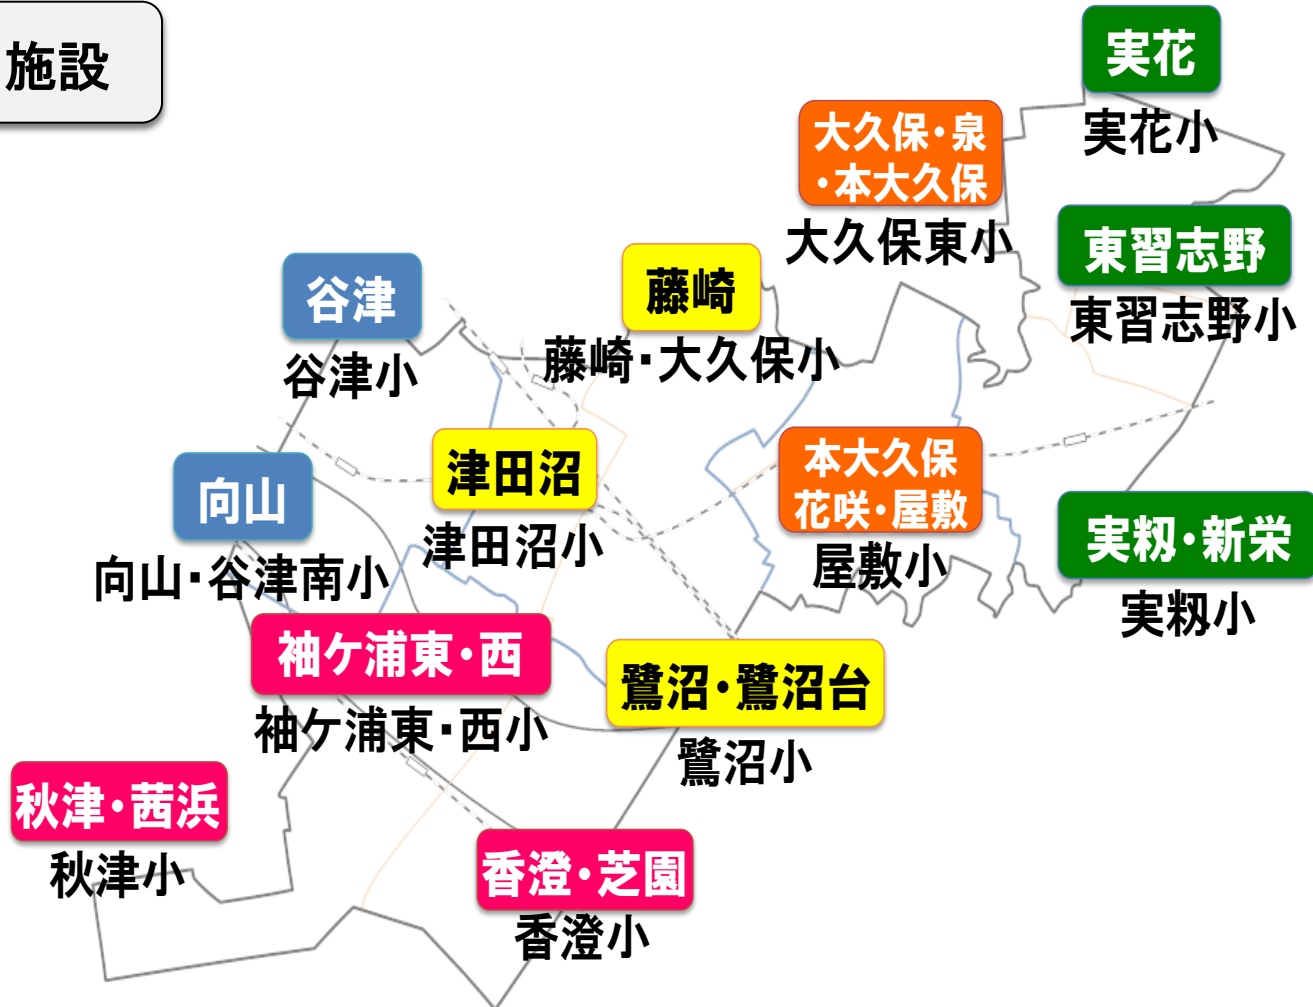 施設
実花
実花小
大久保・泉
・本大久保
大久保東小
東習志野
東習志野小
谷津
谷津小
藤崎
藤崎・大久保小
津田沼
津田沼小
本大久保
花咲・屋敷
屋敷小
向山
向山・谷津南小
実籾・新栄
実籾小
袖ケ浦東・西
袖ケ浦東・西小
鷺沼・鷺沼台
鷺沼小
秋津・茜浜
秋津小
香澄・芝園
香澄小